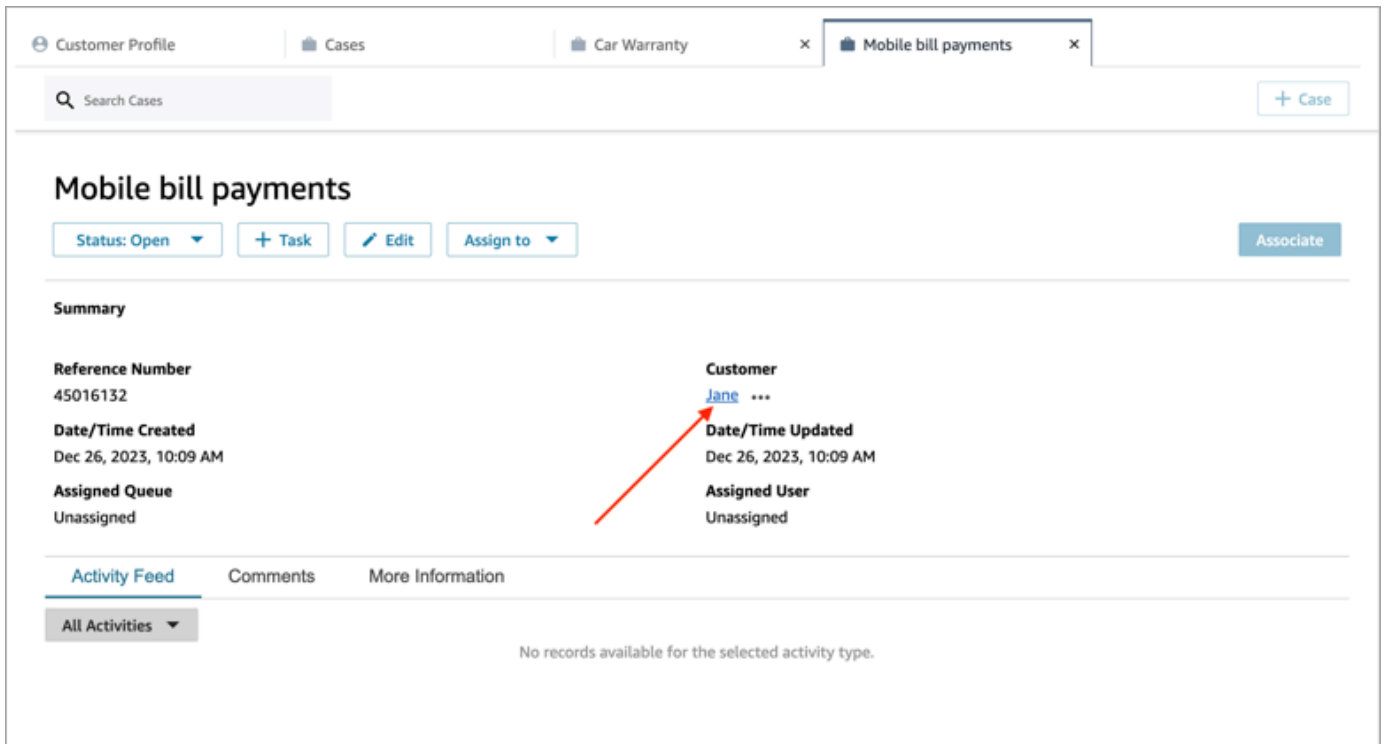 Customer Profile Cases Car Warranty × Mobile bill payments ×
Search Cases + Case
Mobile bill payments
Status: Open + Task Edit Assign to Associate
Summary
Reference Number Customer
45016132 Jane •••
Date/Time Created Date/Time Updated
Dec 26, 2023, 10:09 AM Dec 26, 2023, 10:09 AM
Assigned Queue Assigned User
Unassigned Unassigned
Activity Feed Comments More Information
All Activities
No records available for the selected activity type.